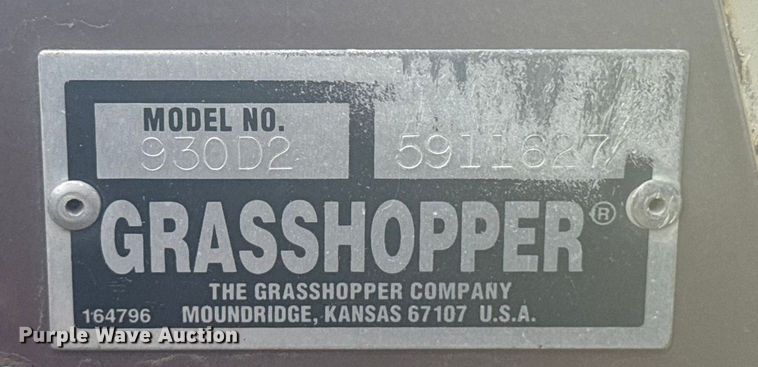 MODEL NO.
930D2 5911627
GRASSHOPPER®
THE GRASSHOPPER COMPANY
164796 MOUNDRIDGE, KANSAS 67107 U.S.A.
Purple Wave Auction